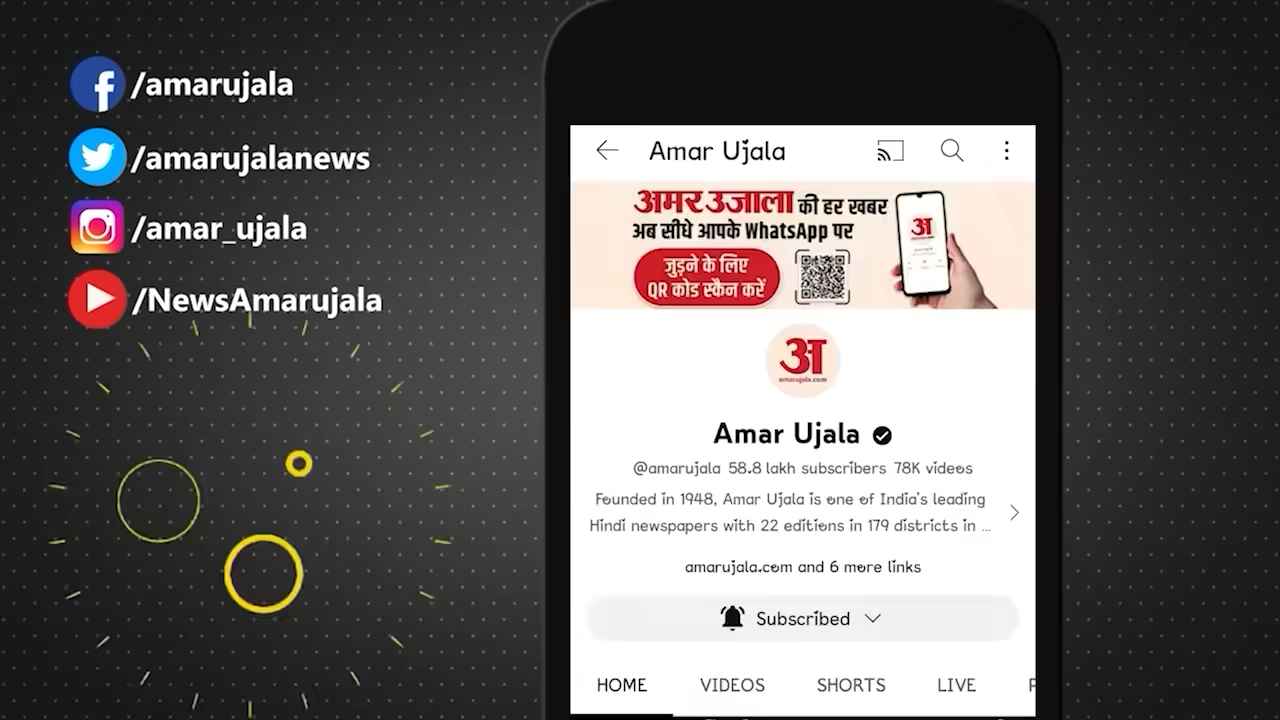 /amarujala
/amarujalanews
/amar_ujala
/NewsAmarujala
Amar Ujala
अमर उजाला की हर खबर
अब सीधे आपके WhatsApp पर
जुड़ने के लिए
QR कोड स्कैन करें
अ
अ
amarujala.com
Amar Ujala
@amarujala 58.8 lakh subscribers 78K videos
Founded in 1948, Amar Ujala is one of India's leading
Hindi newspapers with 22 editions in 179 districts in ...
amarujala.com and 6 more links
Subscribed
HOME VIDEOS SHORTS LIVE